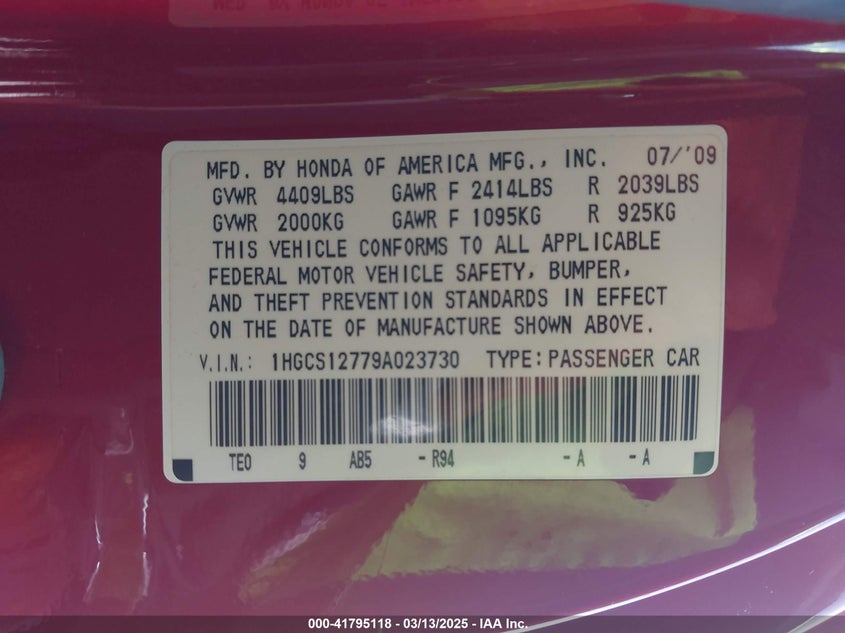 MFD. BY HONDA OF AMERICA MFG., INC. 07/'09
GVWR 4409LBS GAWR F 2414LBS R 2039LBS
GVWR 2000KG GAWR F 1095KG R 925KG
THIS VEHICLE CONFORMS TO ALL APPLICABLE
FEDERAL MOTOR VEHICLE SAFETY, BUMPER,
AND THEFT PREVENTION STANDARDS IN EFFECT
ON THE DATE OF MANUFACTURE SHOWN ABOVE.
V.I.N.: 1HGCS12779A023730 TYPE: PASSENGER CAR
TE0 9 AB5 - R94 - A - A
000-41795118 - 03/13/2025 - IAA Inc.